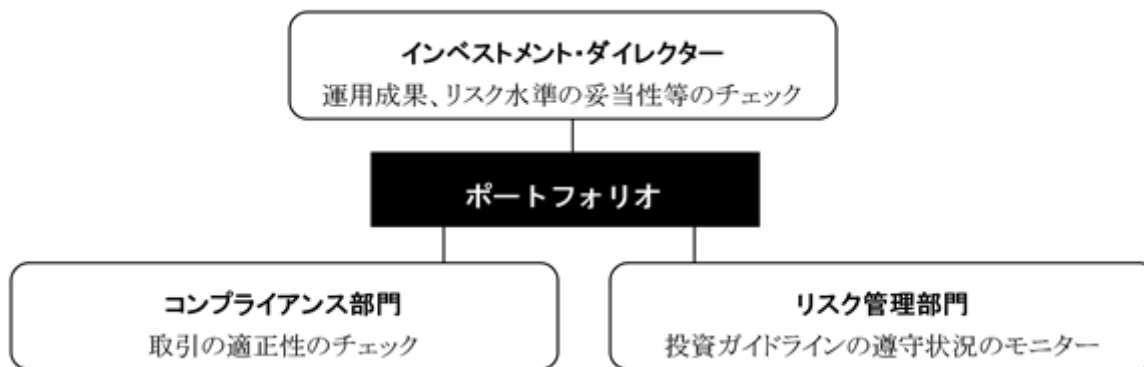 インベストメント・ダイレクター
運用成果、リスク水準の妥当性等のチェック
ポートフォリオ
コンプライアンス部門
取引の適正性のチェック
リスク管理部門
投資ガイドラインの遵守状況のモニター